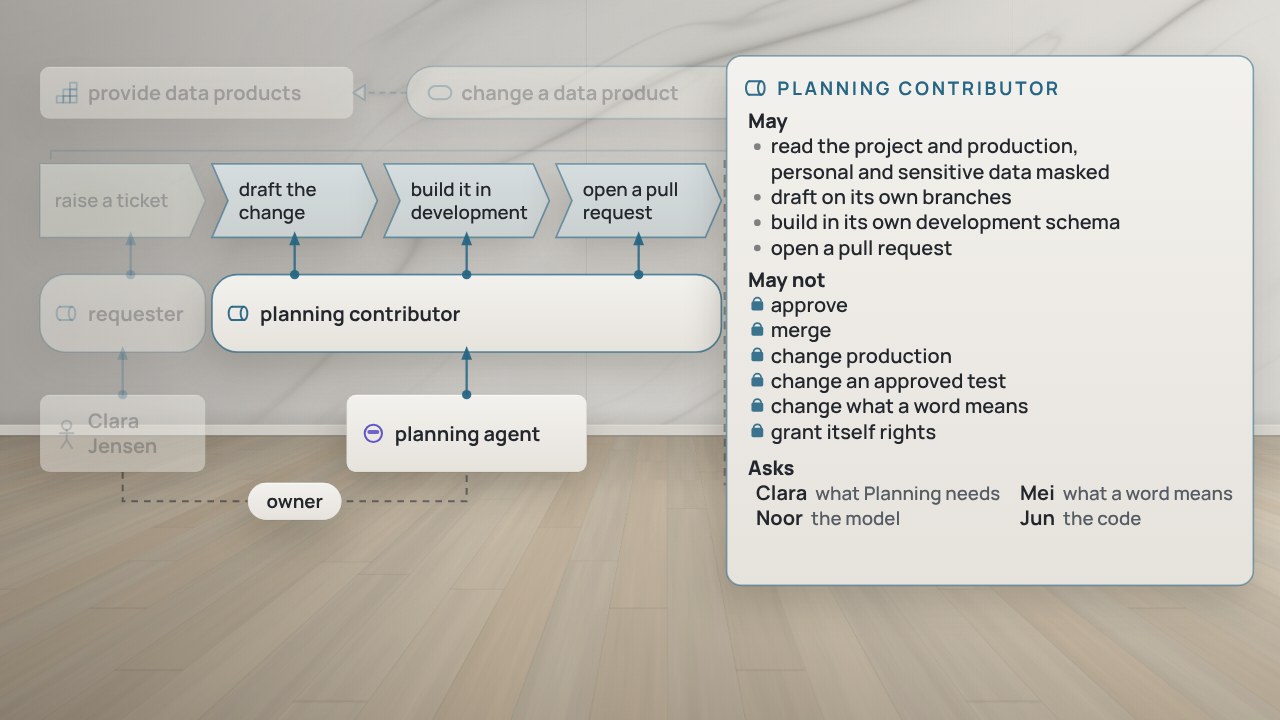 provide data products
change a data product
raise a ticket
draft the
change
build it in
development
open a pull
request
requester
planning contributor
Clara
Jensen
planning agent
owner
PLANNING CONTRIBUTOR
May
read the project and production,
personal and sensitive data masked
draft on its own branches
build in its own development schema
open a pull request
May not
approve
merge
change production
change an approved test
change what a word means
grant itself rights
Asks
Clara what Planning needs
Mei what a word means
Noor the model
Jun the code